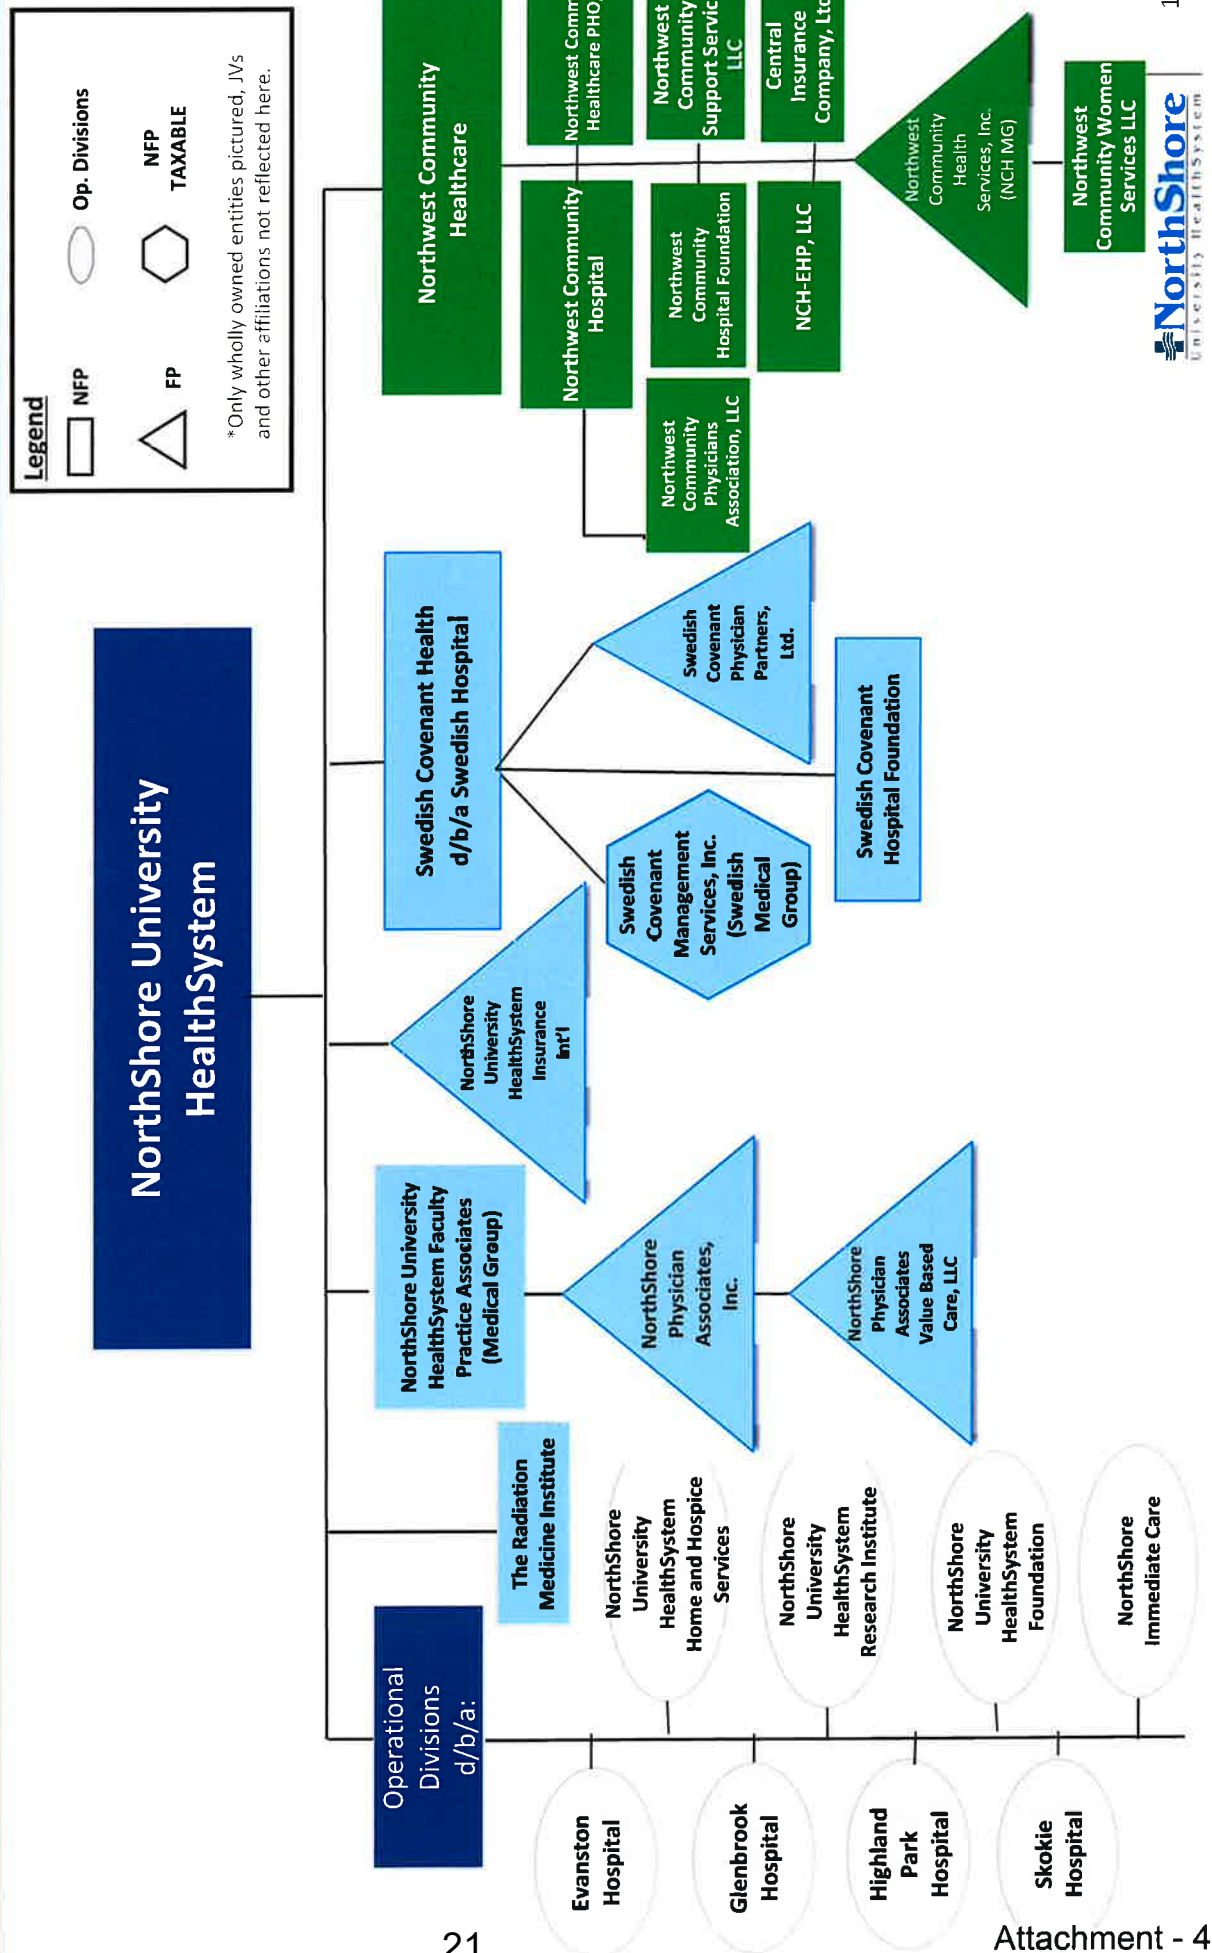 NorthShore University
HealthSystem
Legend
NFP
Op. Divisions
FP
NFP
TAXABLE
*Only wholly owned entities pictured, JVs
and other affiliations not reflected here.
Operational
Divisions
d/b/a:
Evanston
Hospital
Glenbrook
Hospital
Highland
Park
Hospital
Skokie
Hospital
NorthShore
University
HealthSystem
Home and Hospice
Services
NorthShore
University
HealthSystem
Research Institute
NorthShore
University
HealthSystem
Foundation
NorthShore
Immediate Care
The Radiation
Medicine Institute
NorthShore University
HealthSystem Faculty
Practice Associates
(Medical Group)
NorthShore
Physician
Associates,
Inc.
NorthShore
Physician
Associates
Value Based
Care, LLC
NorthShore
University
HealthSystem
Insurance
Int'l
Swedish Covenant Health
d/b/a Swedish Hospital
Swedish
Covenant
Management
Services, Inc.
(Swedish
Medical
Group)
Swedish
Covenant
Physician
Partners,
Ltd.
Swedish Covenant
Hospital Foundation
Northwest Community
Healthcare
Northwest Community
Hospital
Northwest Comm
Healthcare PHO,
Northwest
Community
Physicians
Association, LLC
Northwest
Community
Hospital Foundation
Northwest
Community
Support Servic
LLC
NCH-EHP, LLC
Central
Insurance
Company, Ltd
Northwest
Community
Health
Services, Inc.
(NCH MG)
Northwest
Community Women
Services LLC
NorthShore
University HealthSystem
1
21
Attachment - 4